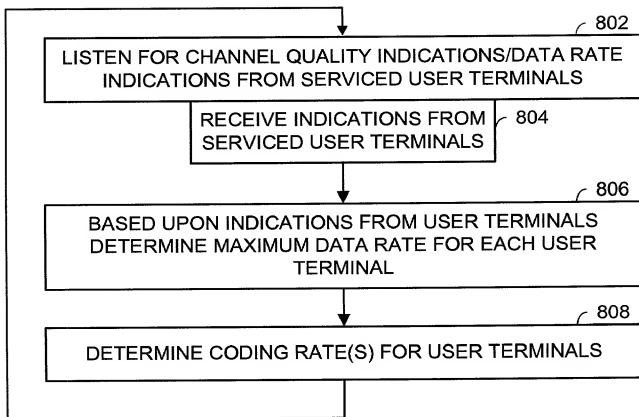 802
LISTEN FOR CHANNEL QUALITY INDICATIONS/DATA RATE
INDICATIONS FROM SERVICED USER TERMINALS
RECEIVE INDICATIONS FROM
SERVICED USER TERMINALS
804
806
BASED UPON INDICATIONS FROM USER TERMINALS
DETERMINE MAXIMUM DATA RATE FOR EACH USER
TERMINAL
808
DETERMINE CODING RATE(S) FOR USER TERMINALS